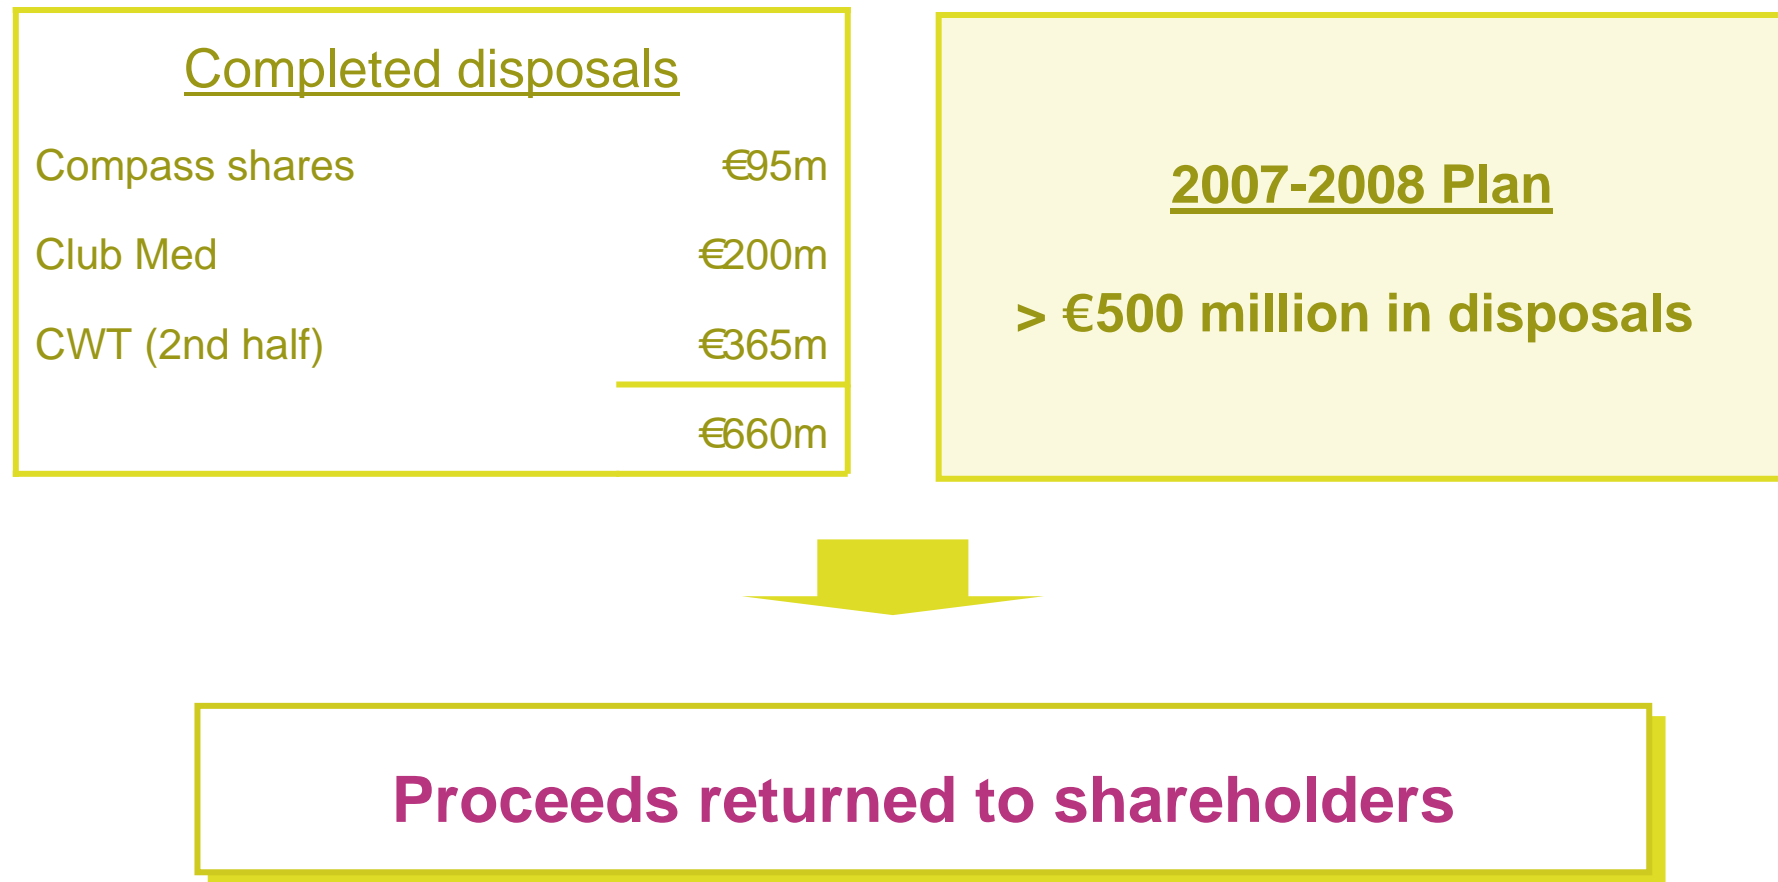 Completed disposals
Compass shares €95m
Club Med €200m
CWT (2nd half) €365m
€660m
2007-2008 Plan
> €500 million in disposals
Proceeds returned to shareholders